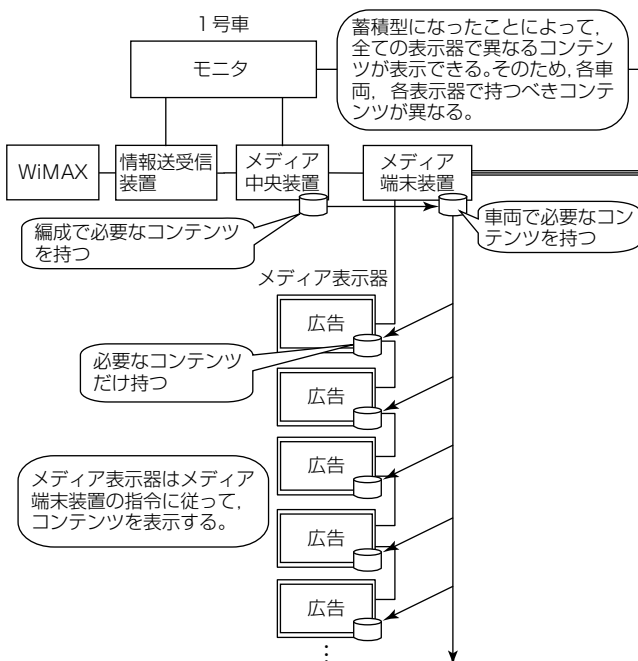 1号車
モニタ
蓄積型になったことによって,
全ての表示器で異なるコンテン
ツが表示できる。そのため,各車
両, 各表示器で持つべきコンテ
ンツが異なる。
WiMAX
情報送受信
装置
メディア
中央装置
メディア
端末装置
編成で必要なコンテンツ
を持つ
車両で必要なコン
テンツを持つ
メディア表示器
広告
必要なコンテンツ
だけ持つ
広告
広告
メディア表示器はメディア
端末装置の指令に従って,
コンテンツを表示する。
広告
広告
⋮